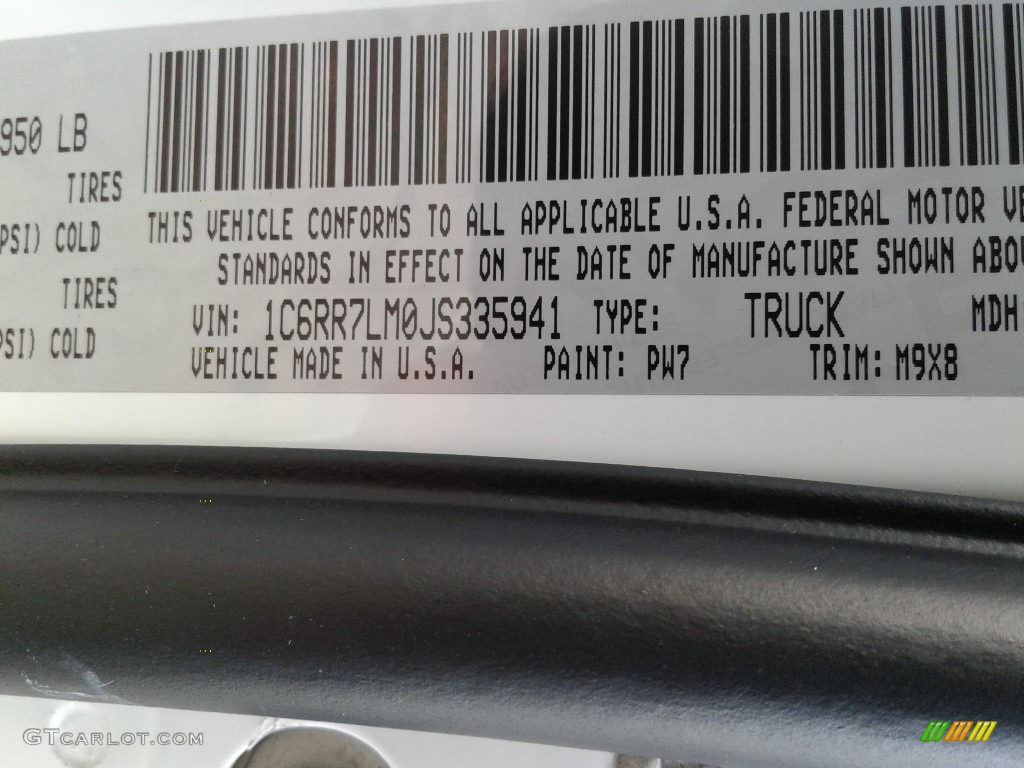 950 LB
TIRES
PSI) COLD
TIRES
PSI) COLD
THIS VEHICLE CONFORMS TO ALL APPLICABLE U.S.A. FEDERAL MOTOR VE
STANDARDS IN EFFECT ON THE DATE OF MANUFACTURE SHOWN ABO
VIN: 1C6RR7LM0JS335941 TYPE: TRUCK MDH
VEHICLE MADE IN U.S.A. PAINT: PW7 TRIM: M9X8
GTcarlot.com